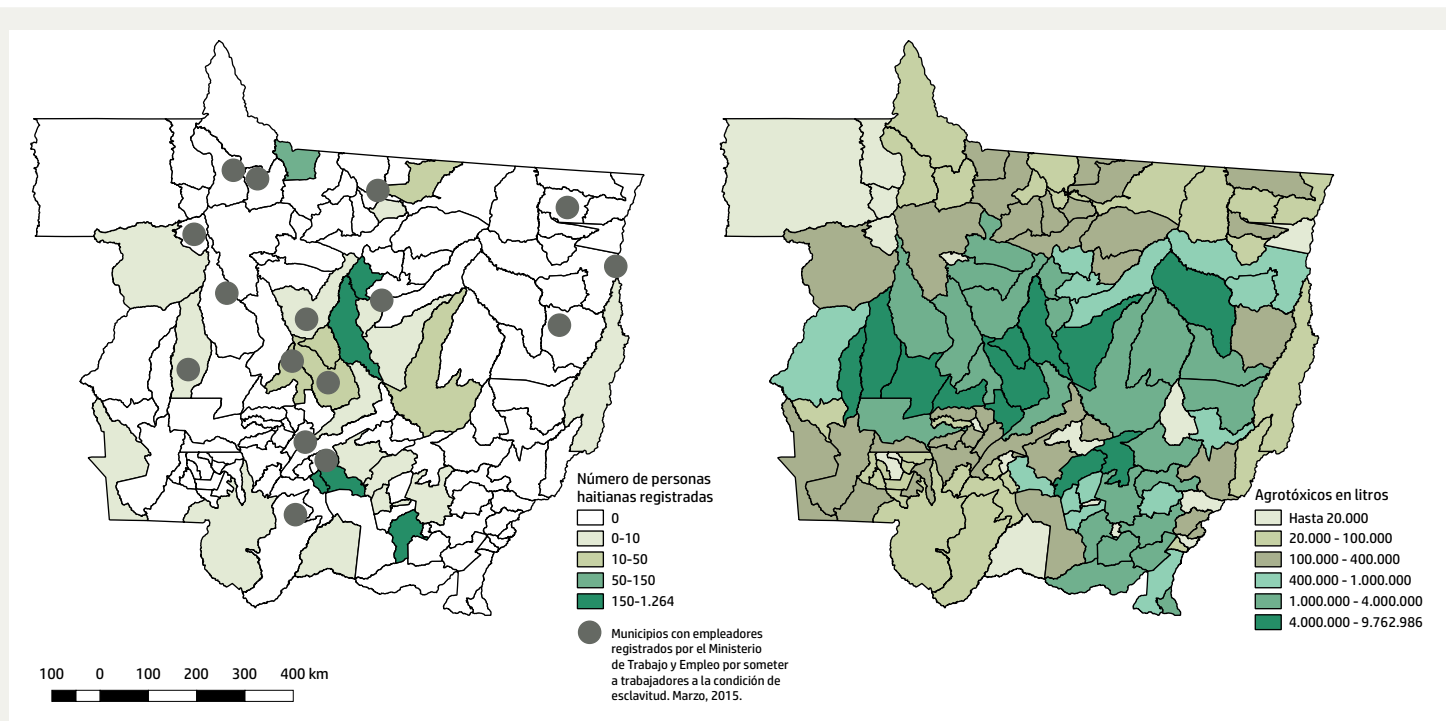 Número de personas
haitianas registradas
0
0-10
10-50
50-150
150-1.264
Municipios con empleadores
registrados por el Ministerio
de Trabajo y Empleo por someter
a trabajadores a la condición de
esclavitud. Marzo, 2015.
100 0 100 200 300 400 km
Agrotóxicos en litros
Hasta 20.000
20.000 - 100.000
100.000 - 400.000
400.000 - 1.000.000
1.000.000 - 4.000.000
4.000.000 - 9.762.986